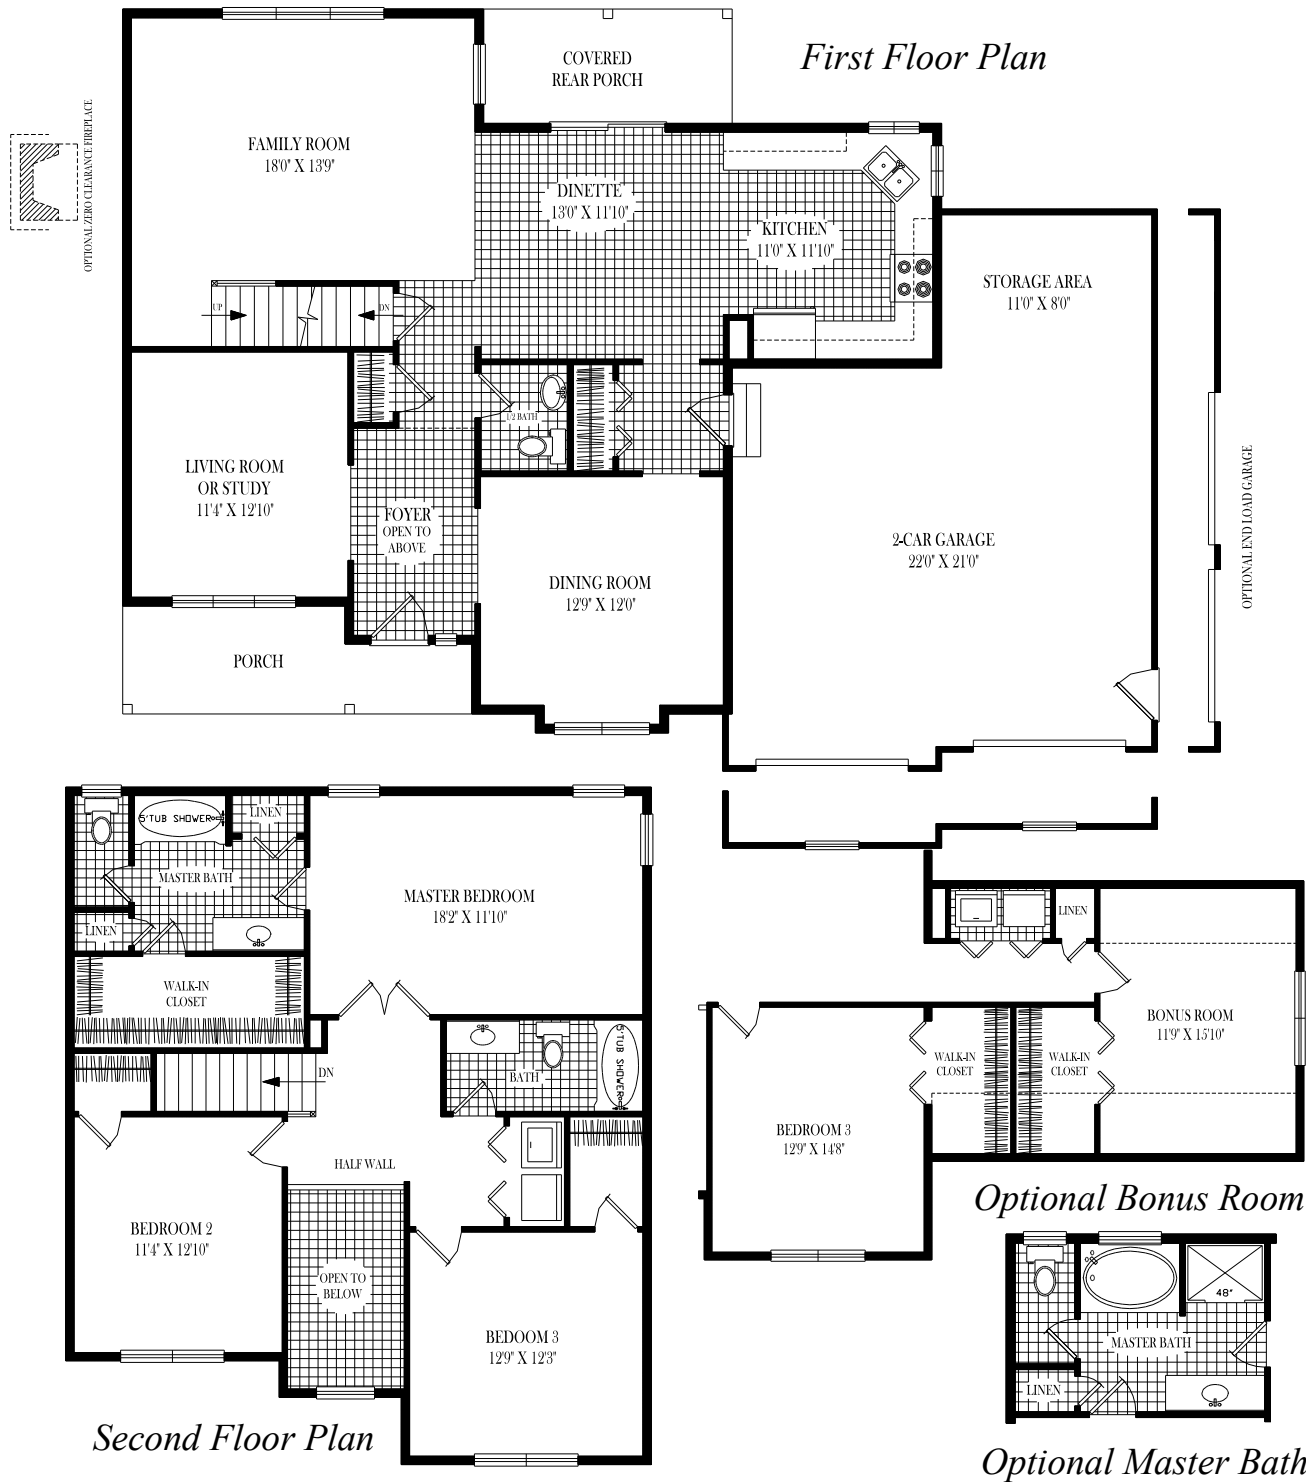 First Floor Plan
COVERED
REAR PORCH
FAMILY ROOM
18'0" X 13'9"
OPTIONAL ZERO CLEARANCE FIREPLACE
DINETTE
13'0" X 11'10"
KITCHEN
11'0" X 11'10"
STORAGE AREA
11'0" X 8'0"
UP
DN
1/2 BATH
LIVING ROOM
OR STUDY
11'4" X 12'10"
FOYER
OPEN TO
ABOVE
2-CAR GARAGE
22'0" X 21'0"
OPTIONAL END LOAD GARAGE
DINING ROOM
12'9" X 12'0"
PORCH
5'TUB SHOWER
LINEN
MASTER BATH
LINEN
MASTER BEDROOM
18'2" X 11'10"
WALK-IN
CLOSET
DN
BATH
5'TUB SHOWER
HALF WALL
BEDROOM 2
11'4" X 12'10"
OPEN TO
BELOW
BEDOOM 3
12'9" X 12'3"
Second Floor Plan
LINEN
BONUS ROOM
11'9" X 15'10"
WALK-IN
CLOSET
WALK-IN
CLOSET
BEDROOM 3
12'9" X 14'8"
Optional Bonus Room
48"
MASTER BATH
LINEN
Optional Master Bath